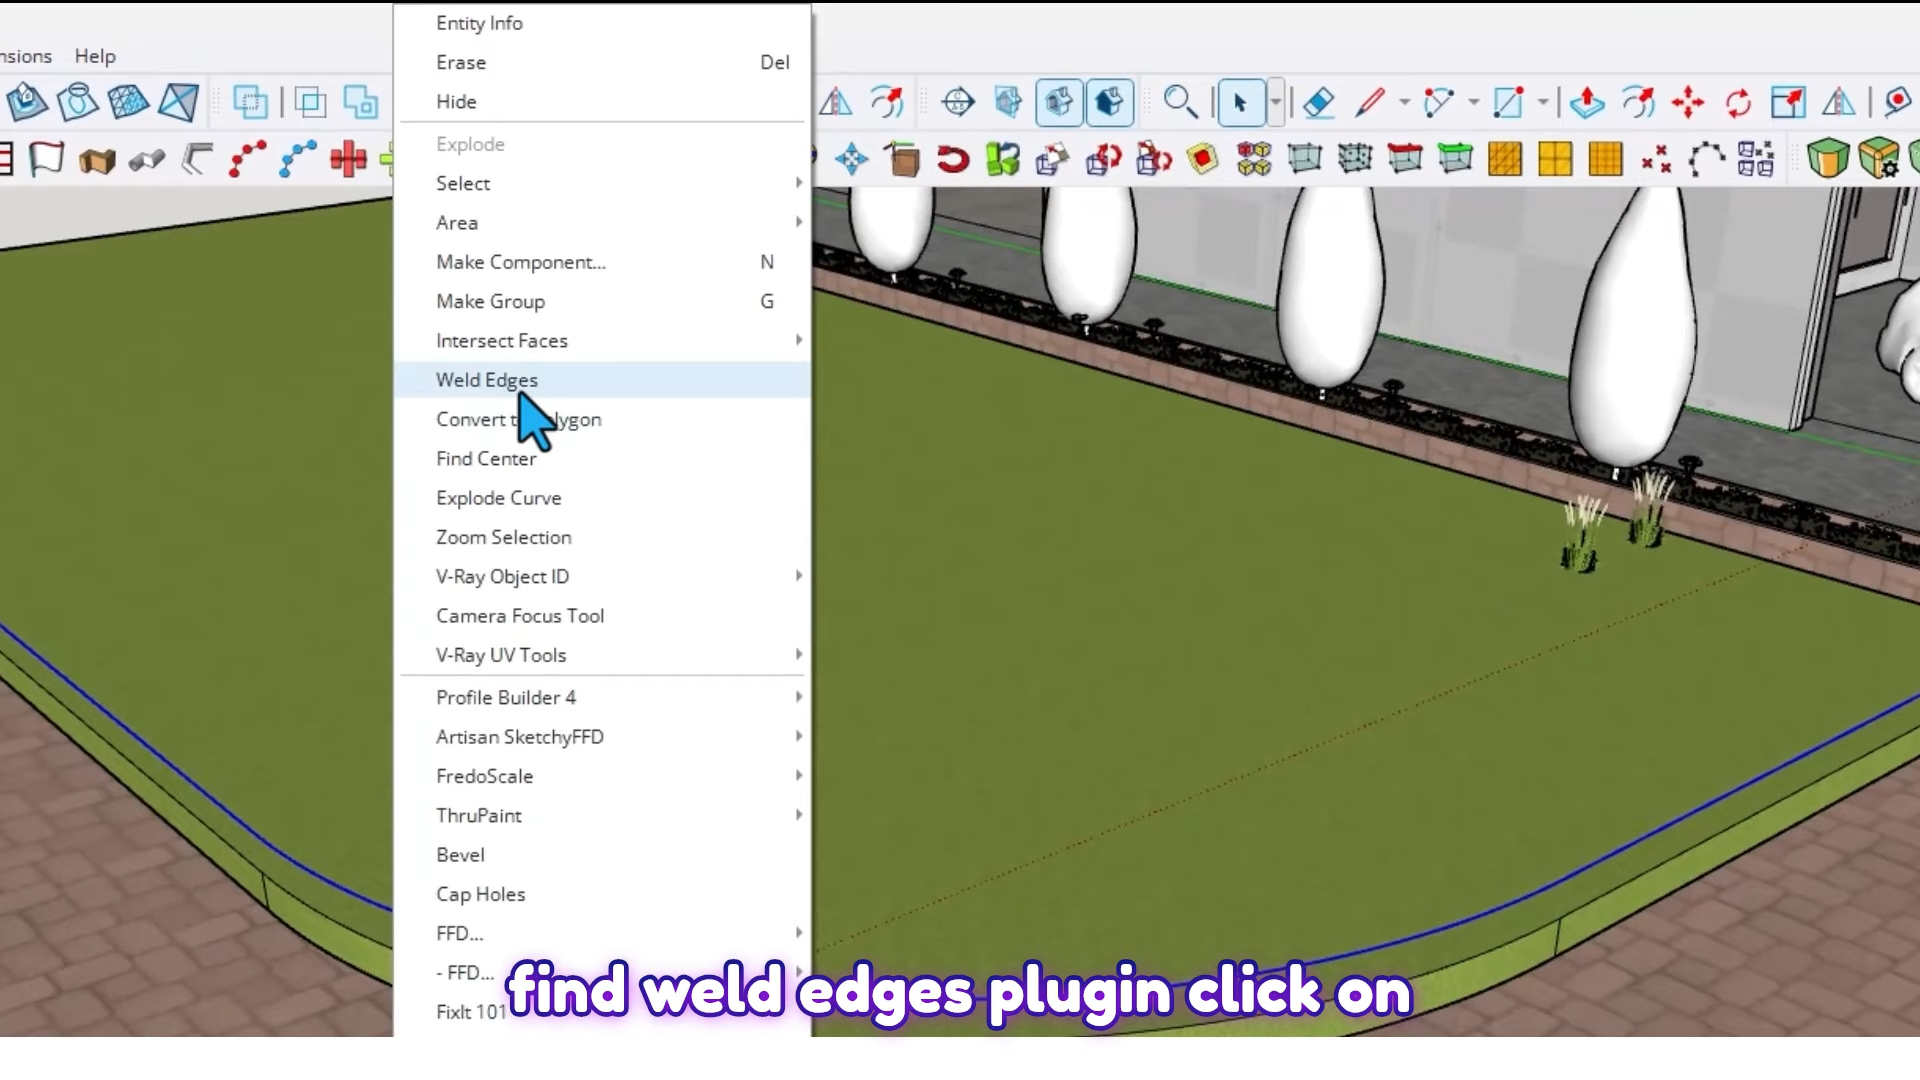 nsions Help
Entity Info
Erase Del
Hide
Explode
Select
Area
Make Component... N
Make Group G
Intersect Faces
Weld Edges
Convert t lygon
Find Center
Explode Curve
Zoom Selection
V-Ray Object ID
Camera Focus Tool
V-Ray UV Tools
Profile Builder 4
Artisan SketchyFFD
FredoScale
ThruPaint
Bevel
Cap Holes
FFD...
- FFD...
FixIt 101
find weld edges plugin click on